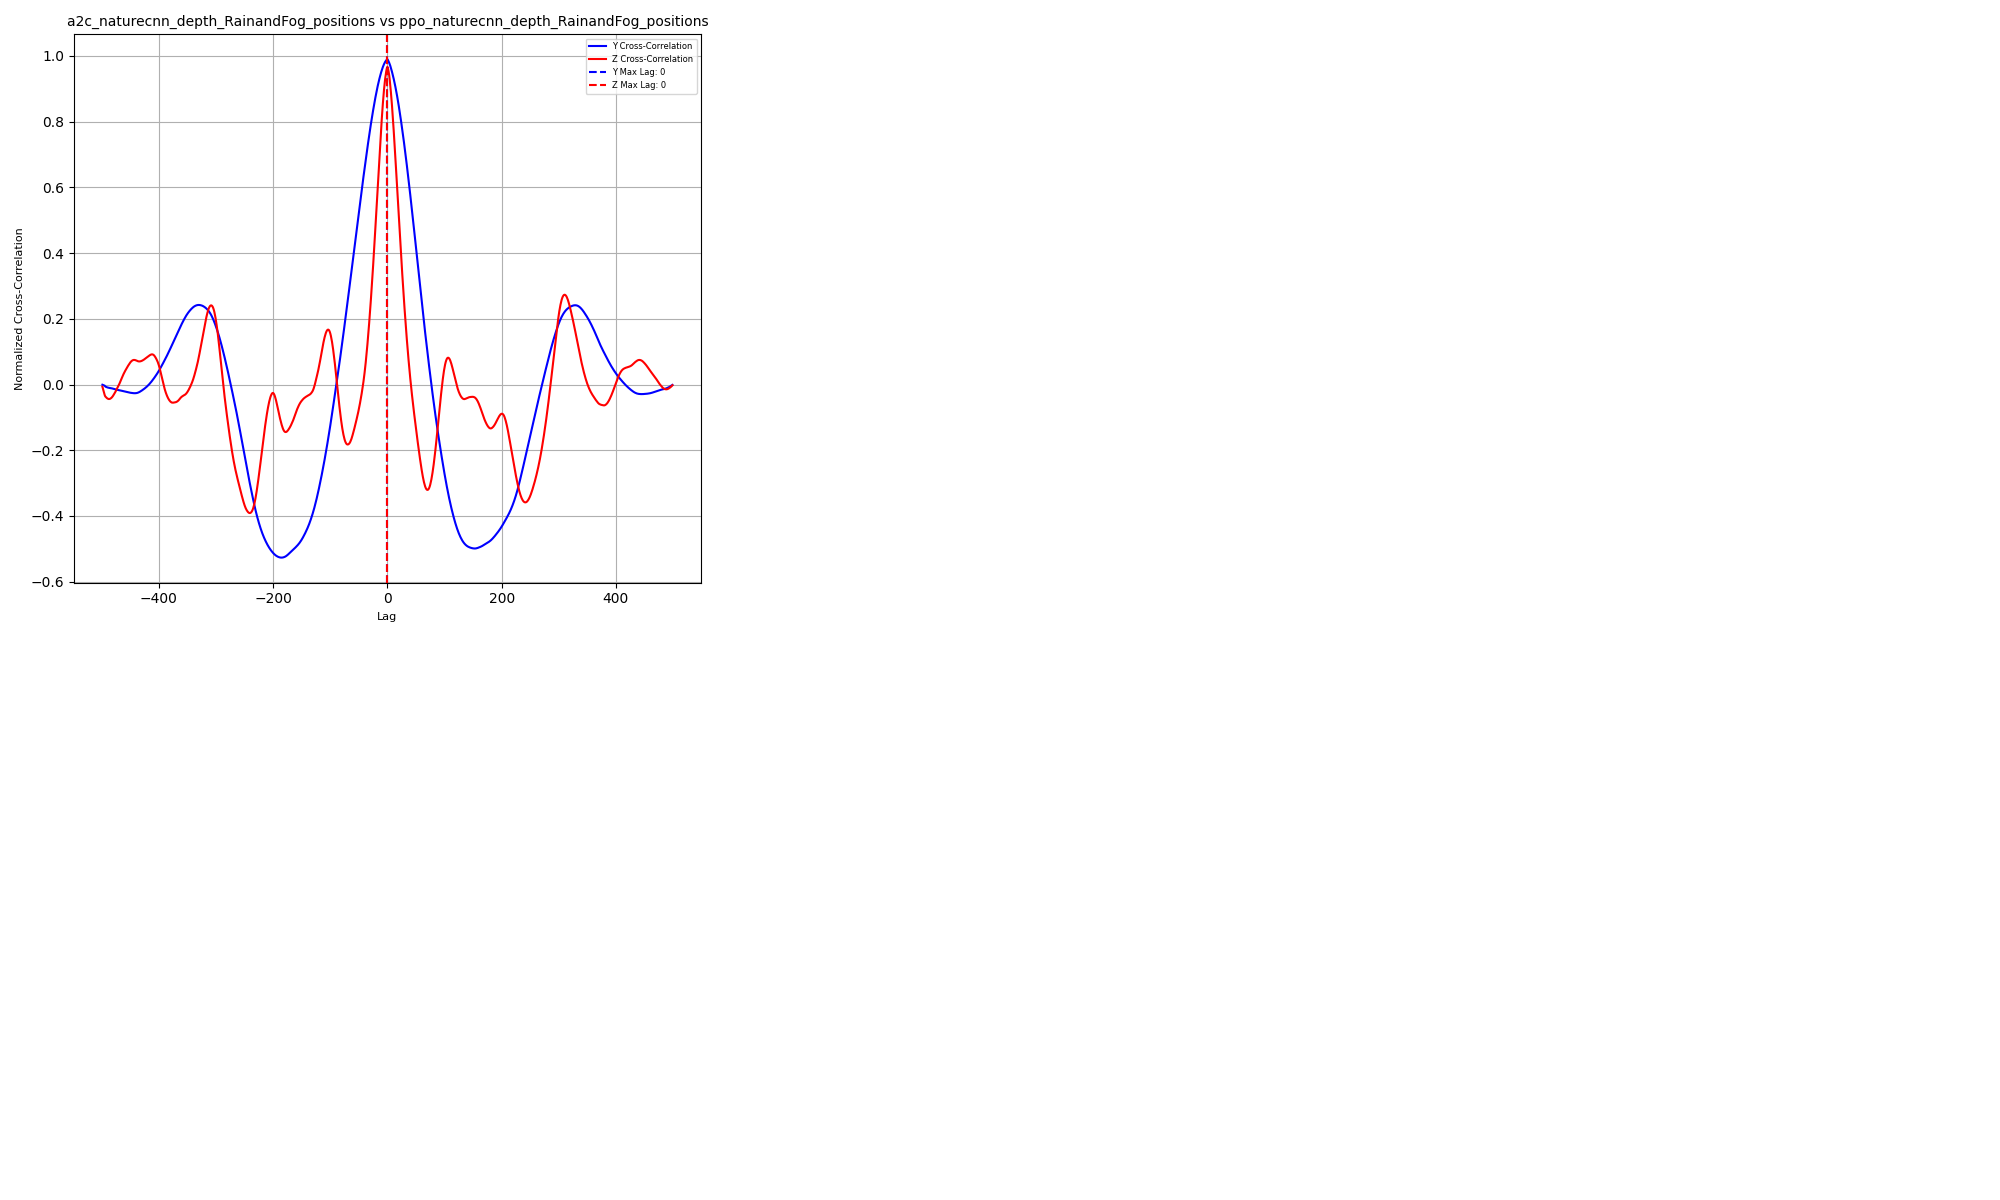 a2c_naturecnn_depth_RainandFog_positions vs ppo_naturecnn_depth_RainandFog_positions
Y Cross-Correlation
Z Cross-Correlation
Y Max Lag: 0
Z Max Lag: 0
Normalized Cross-Correlation
1.0
0.8
0.6
0.4
0.2
0.0
−0.2
−0.4
−0.6
−400 −200 0 200 400
Lag